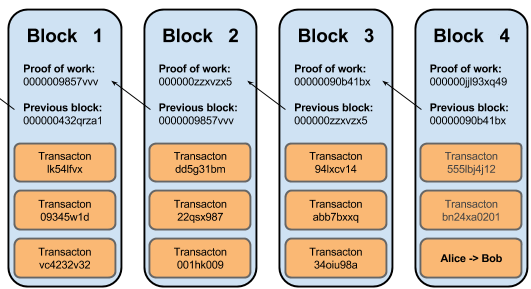 Block 1
Proof of work:
0000009857vvv
Previous block:
000000432qrza1
Transacton
lk54lfvx
Transacton
09345w1d
Transacton
vc4232v32
Block 2
Proof of work:
000000zzxvzx5
Previous block:
0000009857vvv
Transacton
dd5g31bm
Transacton
22qsx987
Transacton
001hk009
Block 3
Proof of work:
00000090b41bx
Previous block:
000000zzxvzx5
Transacton
94lxcv14
Transacton
abb7bxxq
Transacton
34oiu98a
Block 4
Proof of work:
000000jjl93xq49
Previous block:
00000090b41bx
Transacton
555lbj4j12
Transacton
bn24xa0201
Alice -> Bob